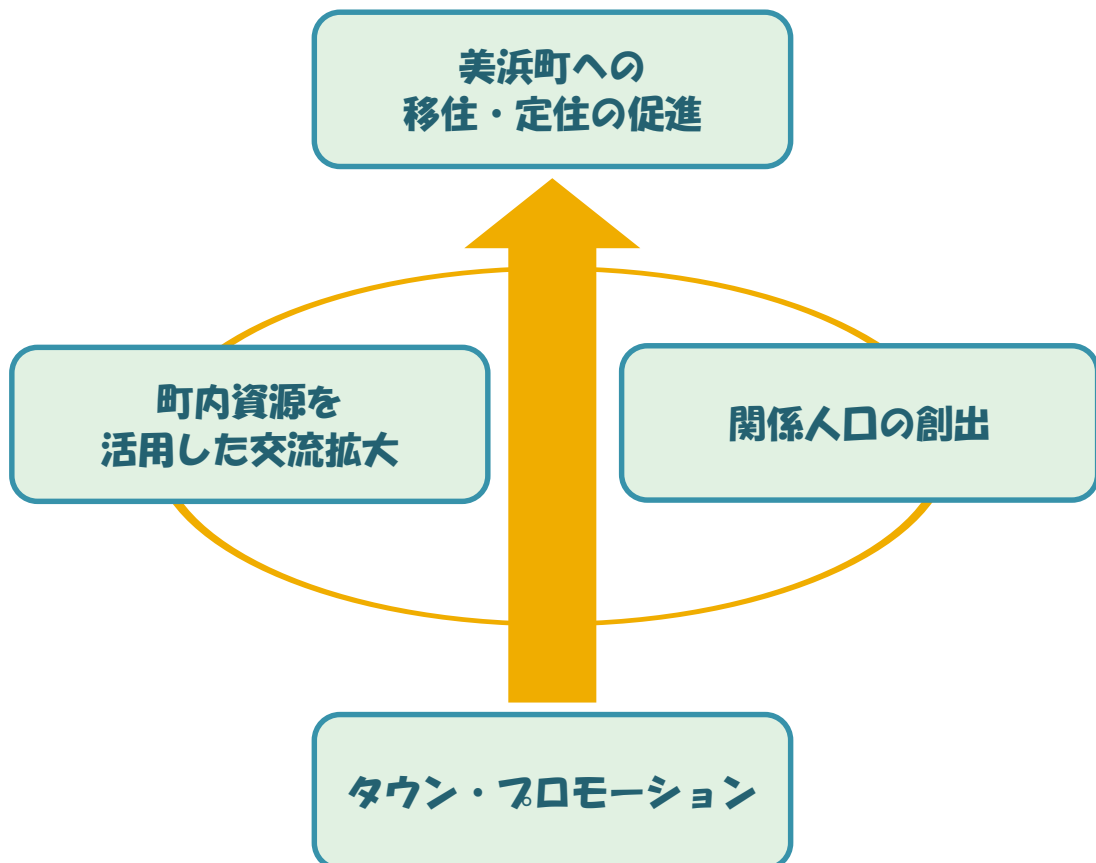 美浜町への
移住・定住の促進
町内資源を
活用した交流拡大
関係人口の創出
タウン・プロモーション